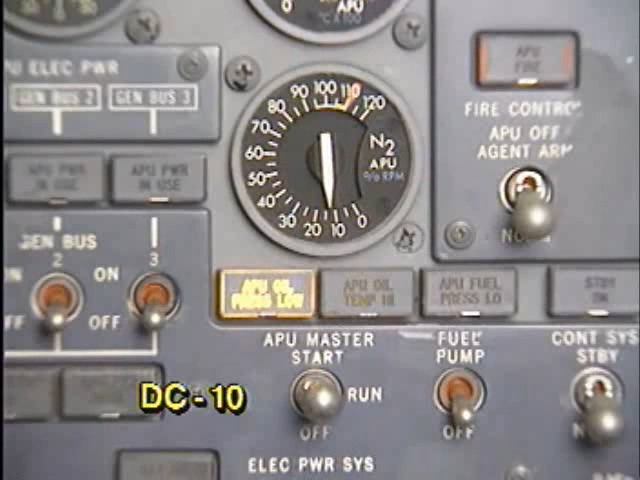 APU
°C X 100
APU ELEC PWR
GEN BUS 2 GEN BUS 3
APU PWR
IN USE
APU PWR
IN USE
GEN BUS
2 3
ON
OFF
OFF
0
10
20
30
40
50
60
70
80
90
100
110
120
N2
APU
% RPM
APU
FIRE
FIRE CONTROL
APU OFF
AGENT ARM
APU OIL
PRESS LOW
APU OIL
TEMP HI
APU FUEL
PRESS LO
STBY
ON
APU MASTER
START
RUN
OFF
FUEL
PUMP
OFF
CONT SYS
STBY
DC-10
ELEC PWR SYS